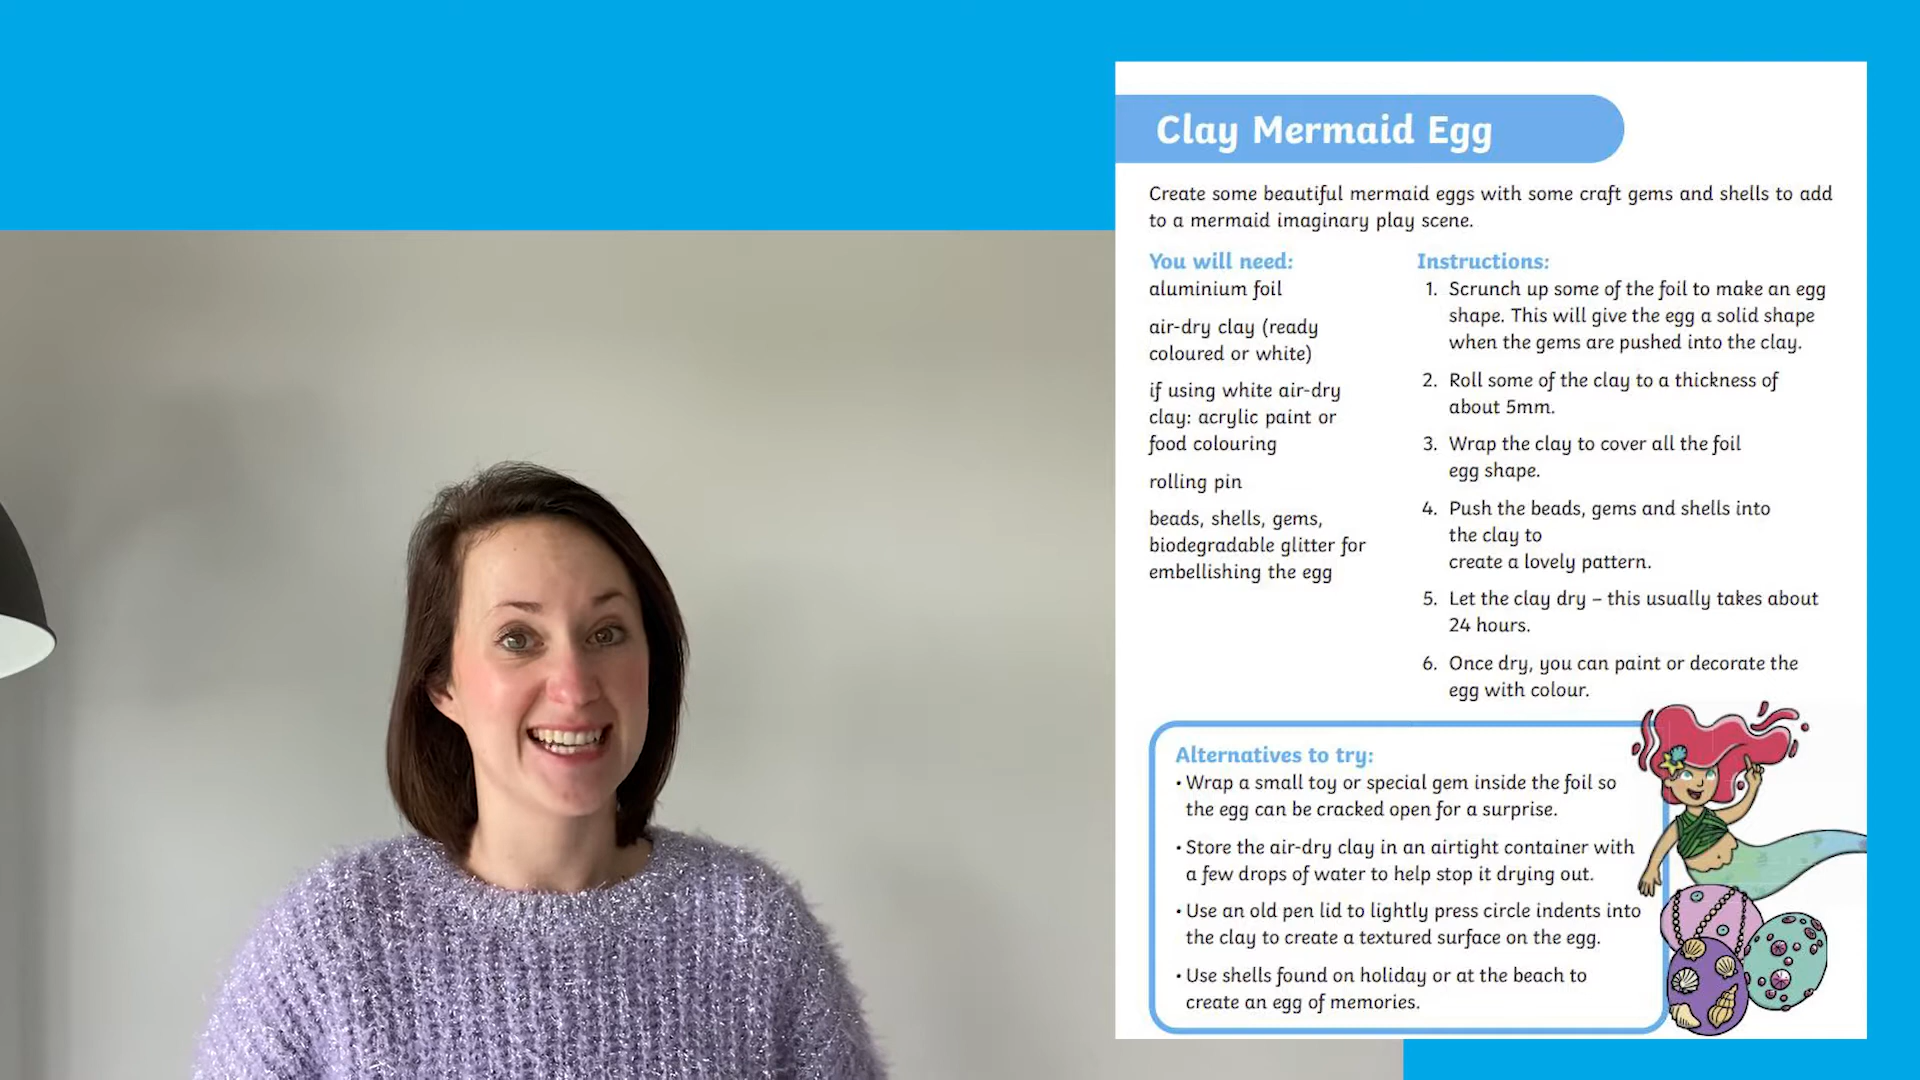 Clay Mermaid Egg
Create some beautiful mermaid eggs with some craft gems and shells to add
to a mermaid imaginary play scene.
You will need:
aluminium foil
air-dry clay (ready
coloured or white)
if using white air-dry
clay: acrylic paint or
food colouring
rolling pin
beads, shells, gems,
biodegradable glitter for
embellishing the egg
Instructions:
1. Scrunch up some of the foil to make an egg
shape. This will give the egg a solid shape
when the gems are pushed into the clay.
2. Roll some of the clay to a thickness of
about 5mm.
3. Wrap the clay to cover all the foil
egg shape.
4. Push the beads, gems and shells into
the clay to
create a lovely pattern.
5. Let the clay dry – this usually takes about
24 hours.
6. Once dry, you can paint or decorate the
egg with colour.
Alternatives to try:
• Wrap a small toy or special gem inside the foil so
the egg can be cracked open for a surprise.
• Store the air-dry clay in an airtight container with
a few drops of water to help stop it drying out.
• Use an old pen lid to lightly press circle indents into
the clay to create a textured surface on the egg.
• Use shells found on holiday or at the beach to
create an egg of memories.